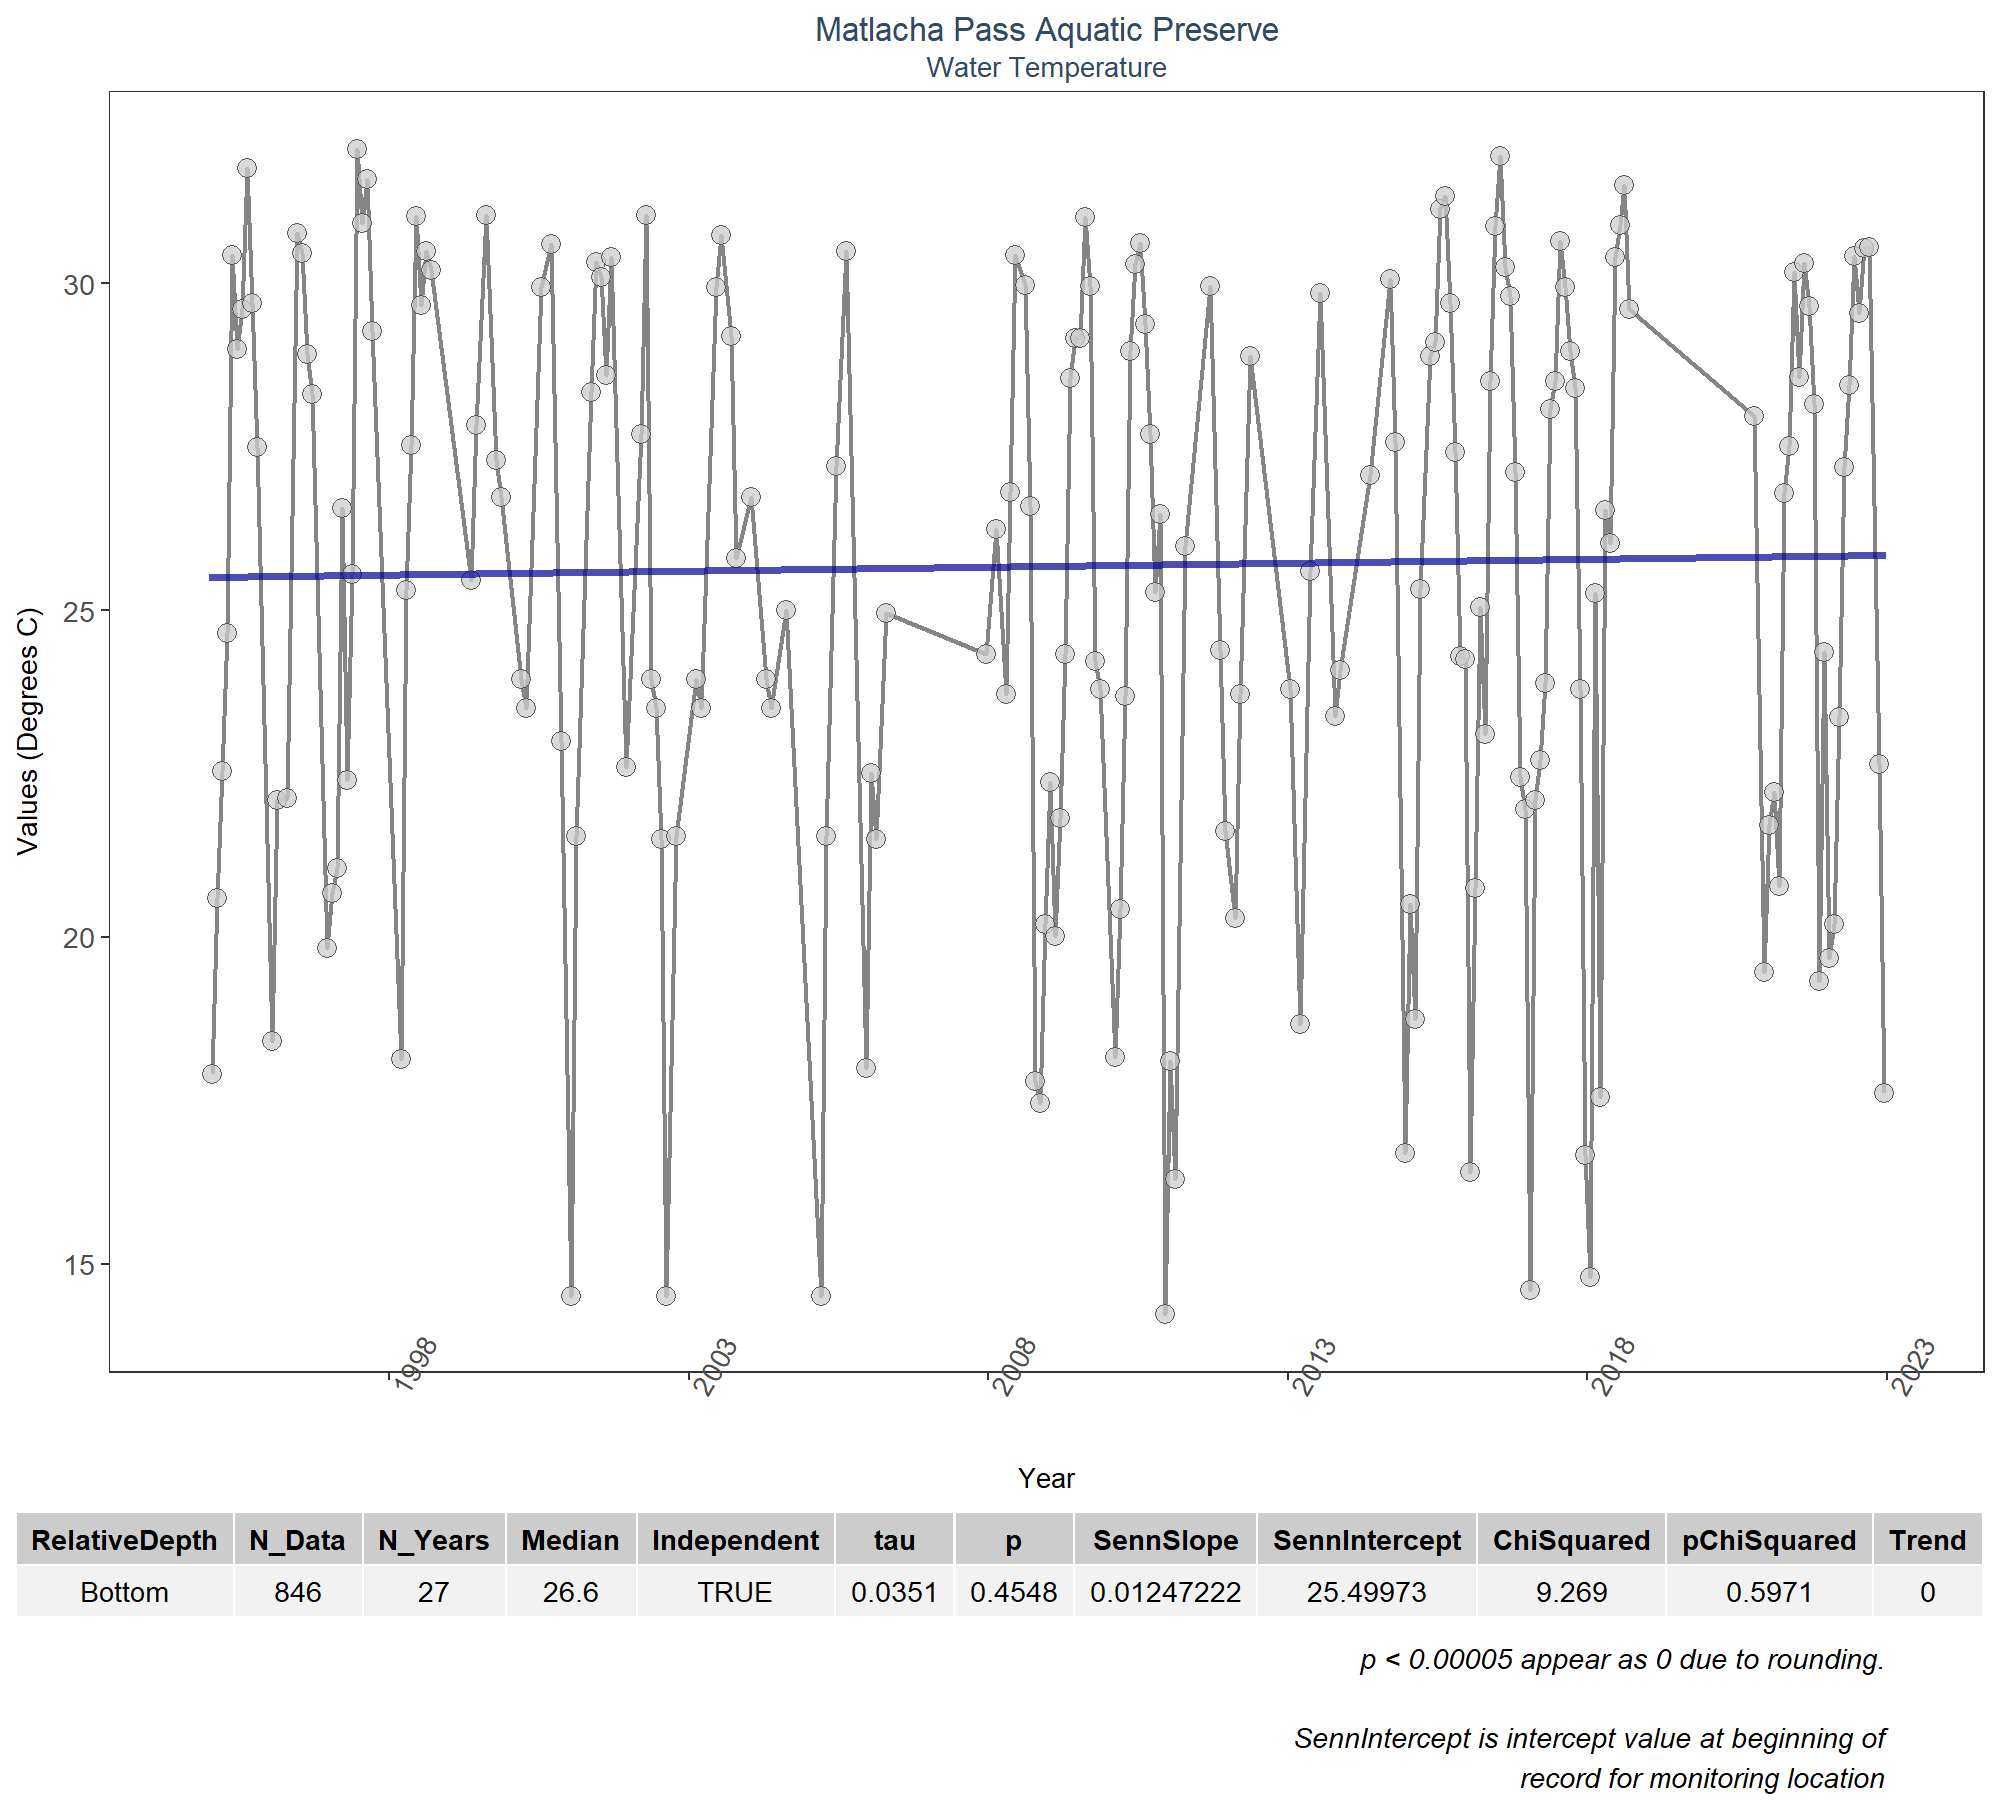 Matlacha Pass Aquatic Preserve
Water Temperature
30
25
20
15
Values (Degrees C)
1998
2003
2008
2013
2018
2023
Year
RelativeDepth N_Data N_Years Median Independent tau p SennSlope SennIntercept ChiSquared pChiSquared Trend
Bottom 846 27 26.6 TRUE 0.0351 0.4548 0.01247222 25.49973 9.269 0.5971 0
p < 0.00005 appear as 0 due to rounding.
SennIntercept is intercept value at beginning of
record for monitoring location